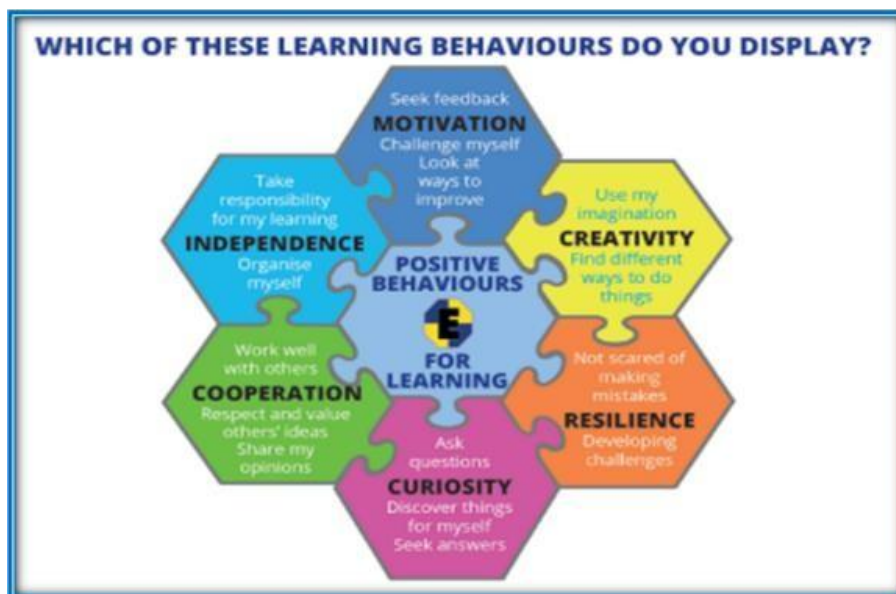 WHICH OF THESE LEARNING BEHAVIOURS DO YOU DISPLAY?
Seek feedback
MOTIVATION
Challenge myself
Look at
ways to
improve
Take
responsibility
for my learning
INDEPENDENCE
Organise
myself
Use my
imagination
CREATIVITY
Find different
ways to do
things
POSITIVE
BEHAVIOURS
E
FOR
LEARNING
Work well
with others
COOPERATION
Respect and value
others' ideas
Share my
opinions
Not scared of
making
mistakes
RESILIENCE
Developing
challenges
Ask
questions
CURIOSITY
Discover things
for myself
Seek answers